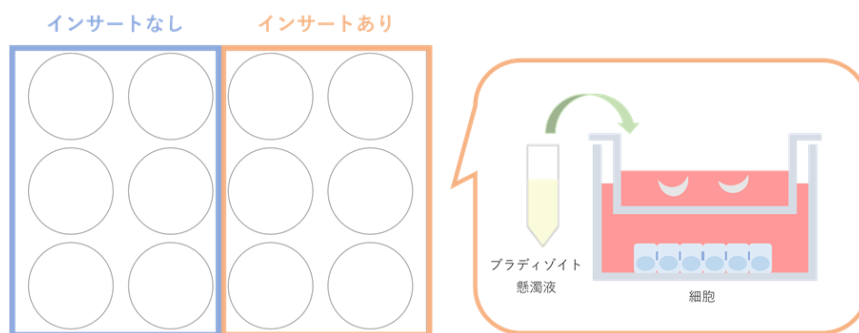 インサートなし
インサートあり
ブラディゾイト
懸濁液
細胞